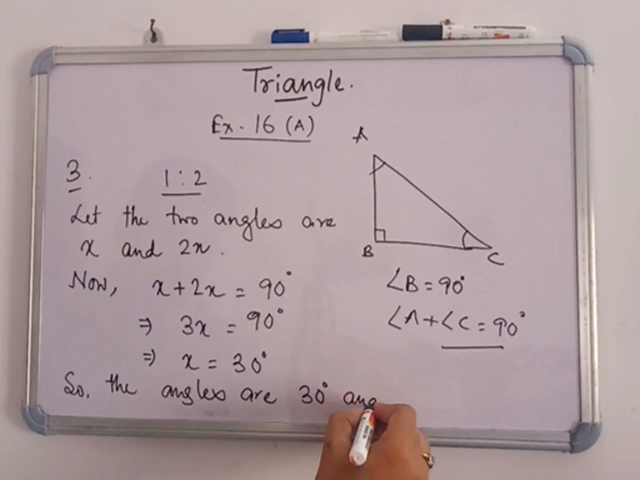 Triangle.
Ex. 16 (A)
3.
1:2
Let the two angles are
x and 2x.
Now, x + 2x = 90°
⇒ 3x = 90°
⇒ x = 30°
So, the angles are 30° ang
A
B
C
∠B = 90°
∠A + ∠C = 90°